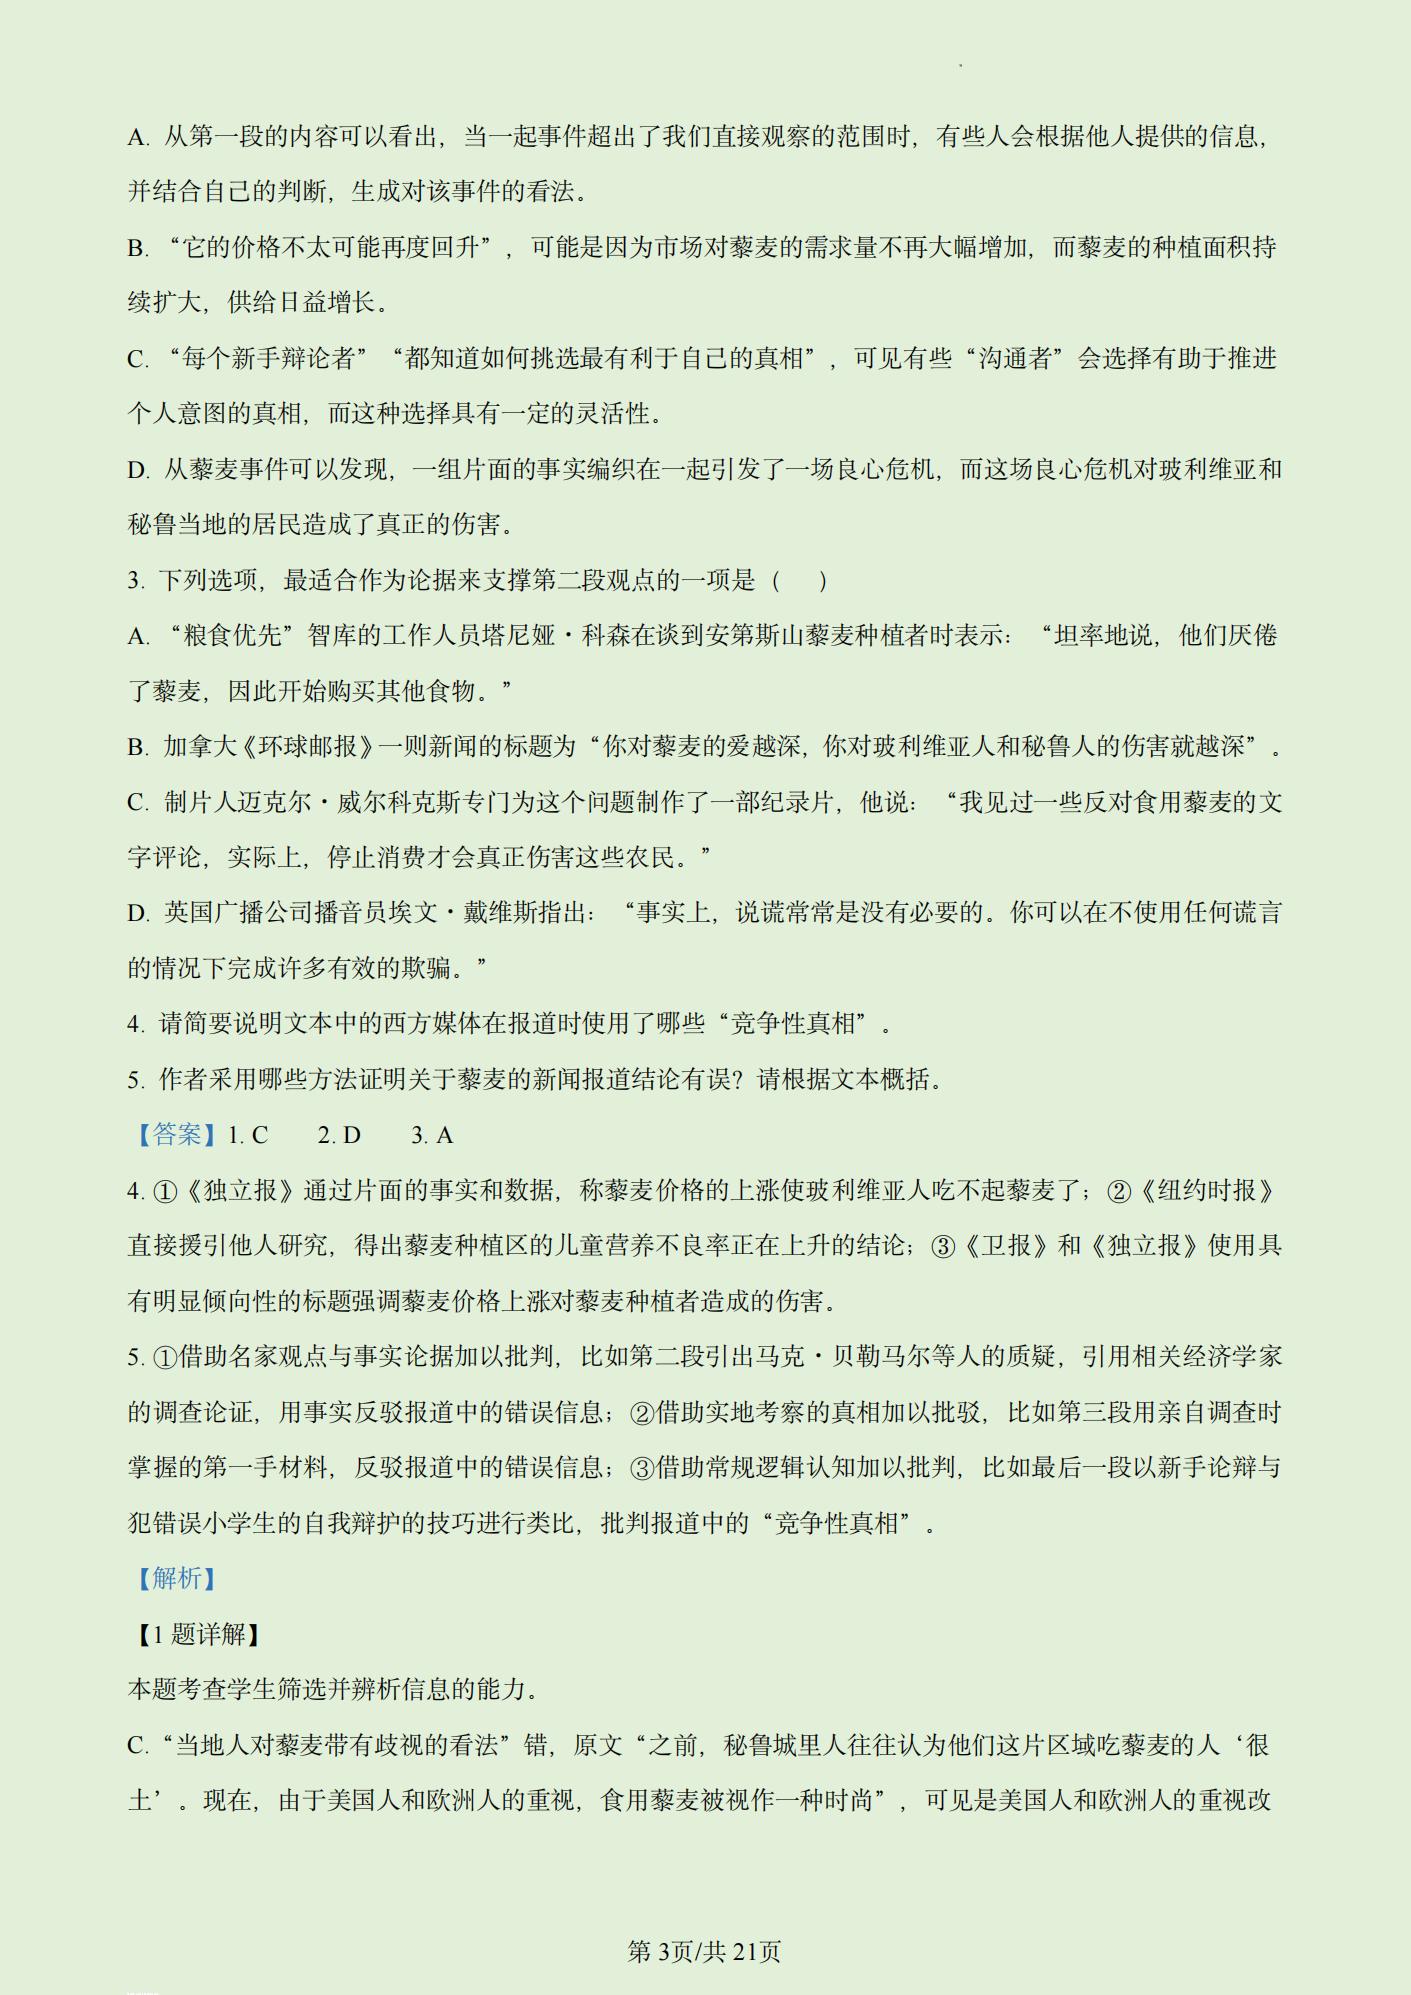 A. 从第一段的内容可以看出，当一起事件超出了我们直接观察的范围时，有些人会根据他人提供的信息，
并结合自己的判断，生成对该事件的看法。
B. “它的价格不太可能再度回升”，可能是因为市场对藜麦的需求量不再大幅增加，而藜麦的种植面积持
续扩大，供给日益增长。
C. “每个新手辩论者”“都知道如何挑选最有利于自己的真相”，可见有些“沟通者”会选择有助于推进
个人意图的真相，而这种选择具有一定的灵活性。
D. 从藜麦事件可以发现，一组片面的事实编织在一起引发了一场良心危机，而这场良心危机对玻利维亚和
秘鲁当地的居民造成了真正的伤害。
3. 下列选项，最适合作为论据来支撑第二段观点的一项是（　）
A. “粮食优先”智库的工作人员塔尼娅·科森在谈到安第斯山藜麦种植者时表示：“坦率地说，他们厌倦
了藜麦，因此开始购买其他食物。”
B. 加拿大《环球邮报》一则新闻的标题为“你对藜麦的爱越深，你对玻利维亚人和秘鲁人的伤害就越深”。
C. 制片人迈克尔·威尔科克斯专门为这个问题制作了一部纪录片，他说：“我见过一些反对食用藜麦的文
字评论，实际上，停止消费才会真正伤害这些农民。”
D. 英国广播公司播音员埃文·戴维斯指出：“事实上，说谎常常是没有必要的。你可以在不使用任何谎言
的情况下完成许多有效的欺骗。”
4. 请简要说明文本中的西方媒体在报道时使用了哪些“竞争性真相”。
5. 作者采用哪些方法证明关于藜麦的新闻报道结论有误？请根据文本概括。
【答案】1. C　　2. D　　3. A
4. ①《独立报》通过片面的事实和数据，称藜麦价格的上涨使玻利维亚人吃不起藜麦了；②《纽约时报》
直接援引他人研究，得出藜麦种植区的儿童营养不良率正在上升的结论；③《卫报》和《独立报》使用具
有明显倾向性的标题强调藜麦价格上涨对藜麦种植者造成的伤害。
5. ①借助名家观点与事实论据加以批判，比如第二段引出马克·贝勒马尔等人的质疑，引用相关经济学家
的调查论证，用事实反驳报道中的错误信息；②借助实地考察的真相加以批驳，比如第三段用亲自调查时
掌握的第一手材料，反驳报道中的错误信息；③借助常规逻辑认知加以批判，比如最后一段以新手论辩与
犯错误小学生的自我辩护的技巧进行类比，批判报道中的“竞争性真相”。
【解析】
【1 题详解】
本题考查学生筛选并辨析信息的能力。
C.“当地人对藜麦带有歧视的看法”错，原文“之前，秘鲁城里人往往认为他们这片区域吃藜麦的人‘很
土’。现在，由于美国人和欧洲人的重视，食用藜麦被视作一种时尚”，可见是美国人和欧洲人的重视改
第 3页/共 21页